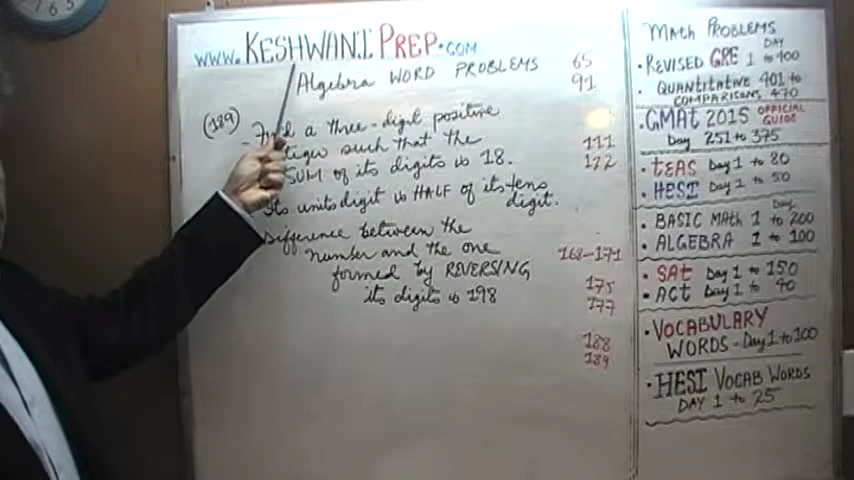 www.KESHWANI PREP.COM
Algebra WORD PROBLEMS
65
91
(189)
Find a three-digit positive
such that the
SUM of its digits is 18.
Its units digit is HALF of its tens
digit.
Difference between the
number and the one
formed by REVERSING
its digits is 198
111
122
168-171
175
177
188
189
Math PROBLEMS
DAY
• REVISED GRE 1 to 400
• QUANTITATIVE 401 to
COMPARISONS 470
• GMAt 2015 OFFICIAL
GUIDE
Day 251 to 375
• tEAS Day 1 to 80
• HESI Day 1 to 50
Day
• BASIC Math 1 to 200
• ALGEBRA 1 to 100
• SAt Day 1 to 150
• ACt Day 1 to 40
• VOCABULARY
WORDS - Day 1 to 100
• HESI VOCAB WORDS
DAY 1 to 25